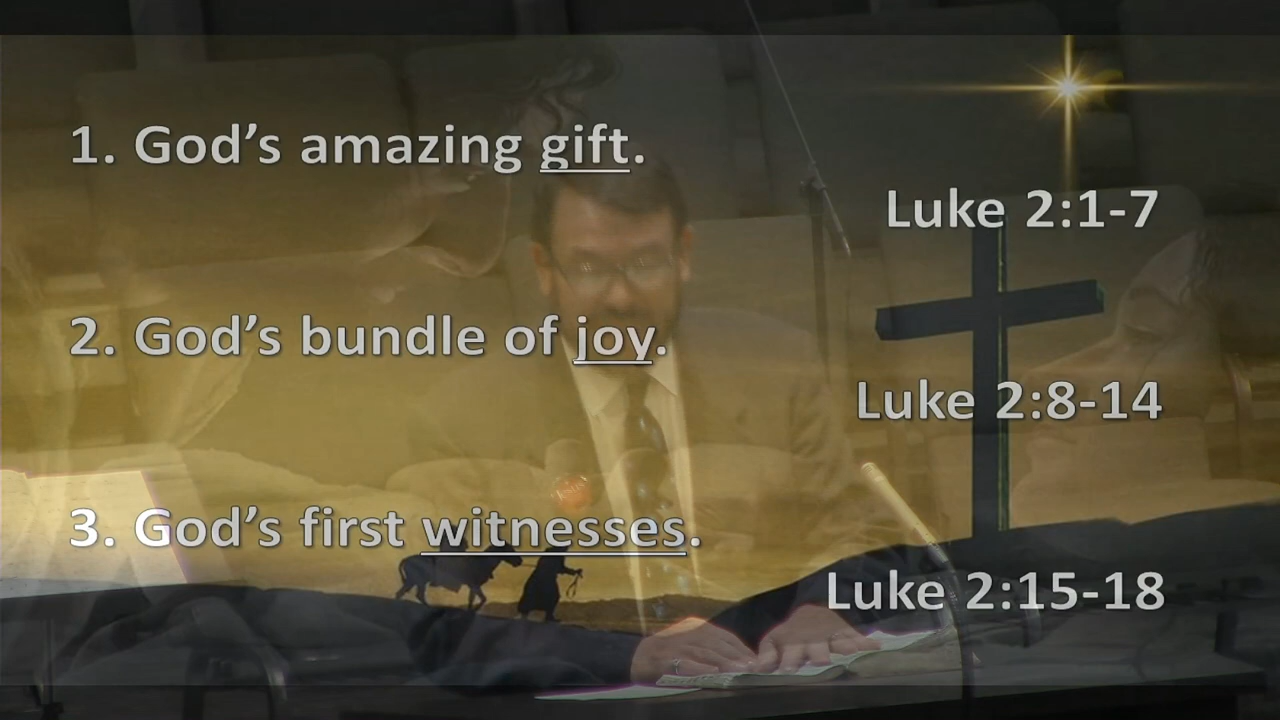 1. God’s amazing gift.
Luke 2:1-7
2. God’s bundle of joy.
Luke 2:8-14
3. God’s first witnesses.
Luke 2:15-18